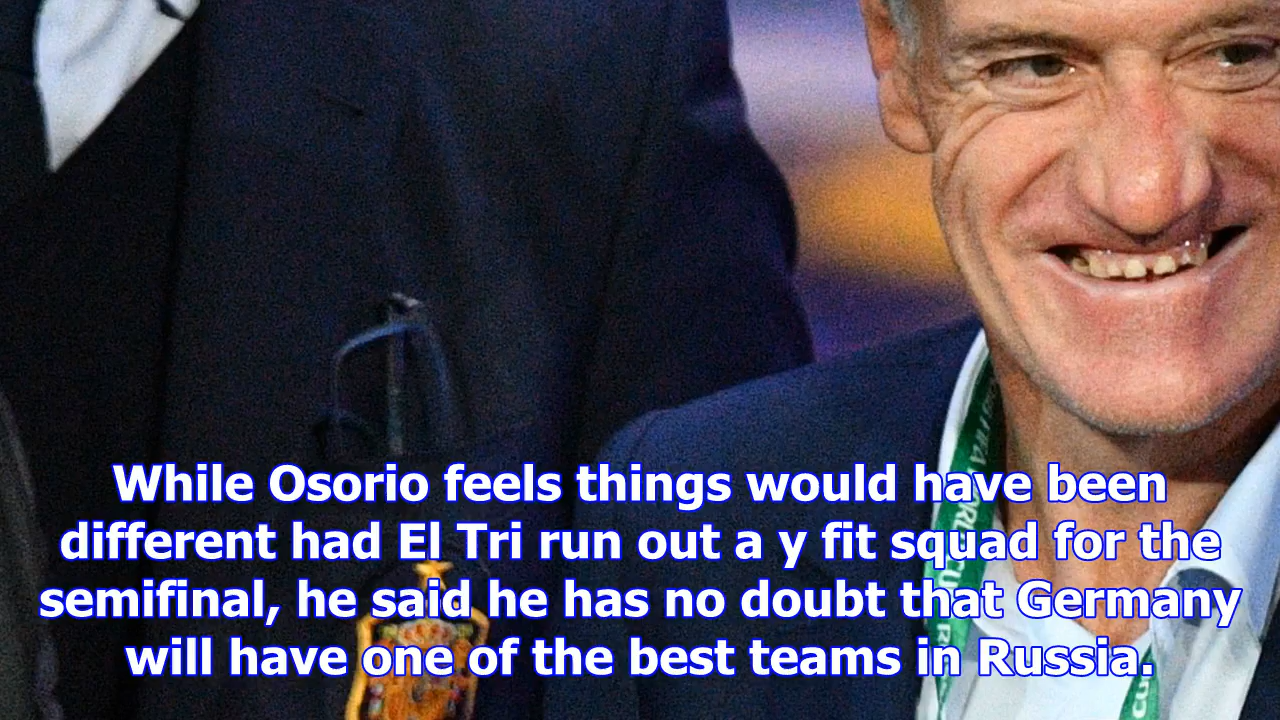 While Osorio feels things would have been
different had El Tri run out a y fit squad for the
semifinal, he said he has no doubt that Germany
will have one of the best teams in Russia.